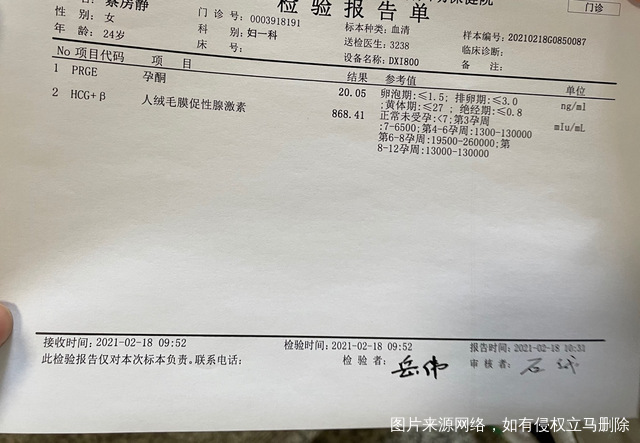 蔡房静
保健院
检验报告单
门诊
性 别: 女
门诊号: 0003918191
标本种类: 血清
样本编号: 20210218G0850087
年 龄: 24岁
科 别: 妇一科
送检医生: 3238
临床诊断:
床 号:
设备名称: DXI800
备 注:
No 项目代码 项 目 结果 参考值 单位
1 PRGE 孕酮 20.05 卵泡期:≤1.5; 排卵期:≤3.0
;黄体期:≤27 ; 绝经期:≤0.8 ng/ml
2 HCG+β 人绒毛膜促性腺激素 868.41 正常未受孕:<7;第3孕周
:7-6500;第4-6孕周:1300-130000 mIu/mL
第6-8孕周:19500-260000;第
8-12孕周:13000-130000
接收时间: 2021-02-18 09:52
检验时间: 2021-02-18 09:52
报告时间: 2021-02-18 10:32
此检验报告仅对本次标本负责。联系电话:
检 验 者: 岳伟
审 核 者: 石
图片来源网络，如有侵权立马删除